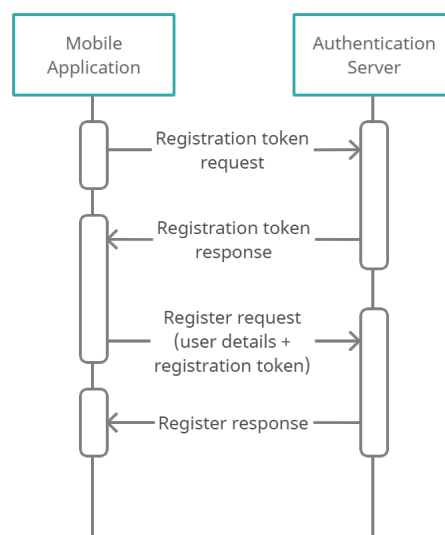 Mobile
Application
Authentication
Server
Registration token
request
Registration token
response
Register request
(user details +
registration token)
Register response